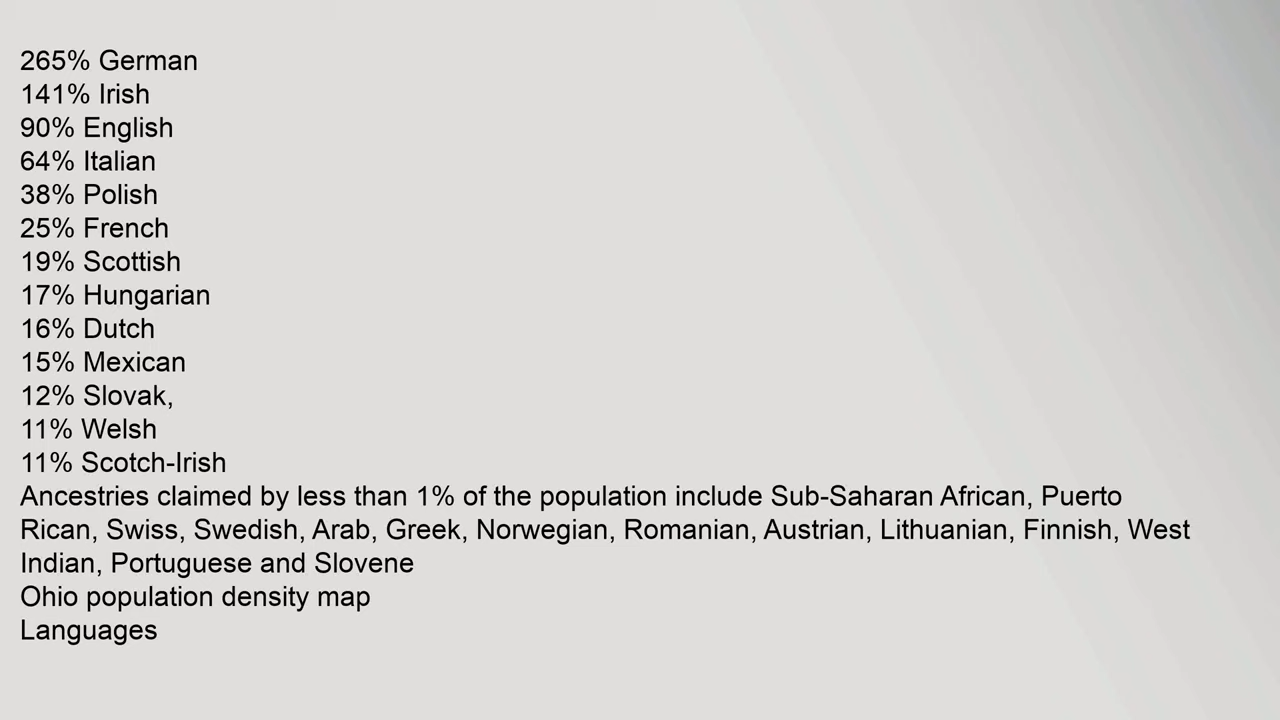 265% German
141% Irish
90% English
64% Italian
38% Polish
25% French
19% Scottish
17% Hungarian
16% Dutch
15% Mexican
12% Slovak,
11% Welsh
11% Scotch-Irish
Ancestries claimed by less than 1% of the population include Sub-Saharan African, Puerto
Rican, Swiss, Swedish, Arab, Greek, Norwegian, Romanian, Austrian, Lithuanian, Finnish, West
Indian, Portuguese and Slovene
Ohio population density map
Languages